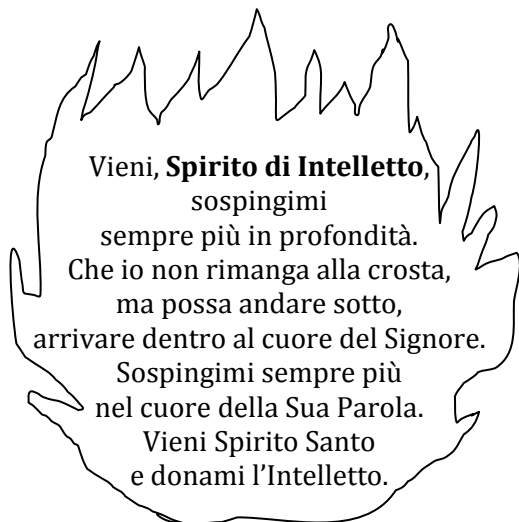 Vieni, Spirito di Intelletto,
sospingimi
sempre più in profondità.
Che io non rimanga alla crosta,
ma possa andare sotto,
arrivare dentro al cuore del Signore.
Sospingimi sempre più
nel cuore della Sua Parola.
Vieni Spirito Santo
e donami l’Intelletto.